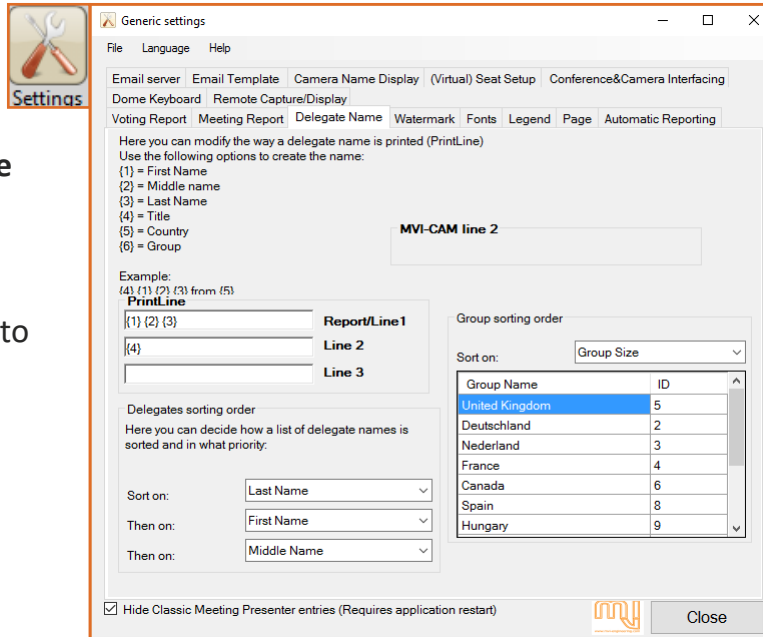 Settings
e
to
Generic settings
File Language Help
Email server Email Template Camera Name Display (Virtual) Seat Setup Conference&Camera Interfacing
Dome Keyboard Remote Capture/Display
Voting Report Meeting Report Delegate Name Watermark Fonts Legend Page Automatic Reporting
Here you can modify the way a delegate name is printed (PrintLine)
Use the following options to create the name:
{1} = First Name
{2} = Middle name
{3} = Last Name
{4} = Title
{5} = Country
{6} = Group
MVI-CAM line 2
Example:
{4} {1} {2} {3} from {5}
PrintLine
{1} {2} {3} Report/Line1
{4} Line 2
Line 3
Delegates sorting order
Here you can decide how a list of delegate names is
sorted and in what priority:
Sort on: Last Name
Then on: First Name
Then on: Middle Name
Group sorting order
Sort on: Group Size
Group Name ID
United Kingdom 5
Deutschland 2
Nederland 3
France 4
Canada 6
Spain 8
Hungary 9
Hide Classic Meeting Presenter entries (Requires application restart)
Close